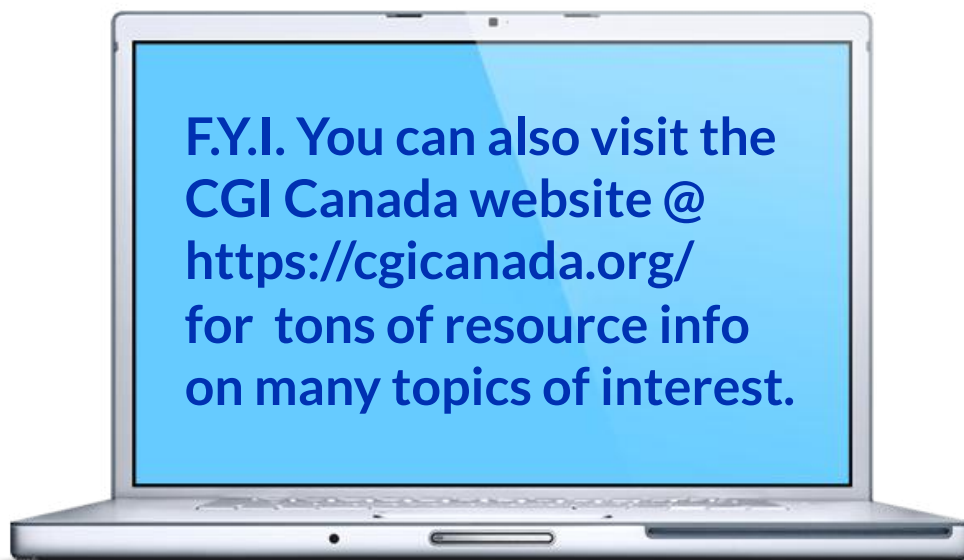 F.Y.I. You can also visit the
CGI Canada website @
https://cgicanada.org/
for  tons of resource info
on many topics of interest.